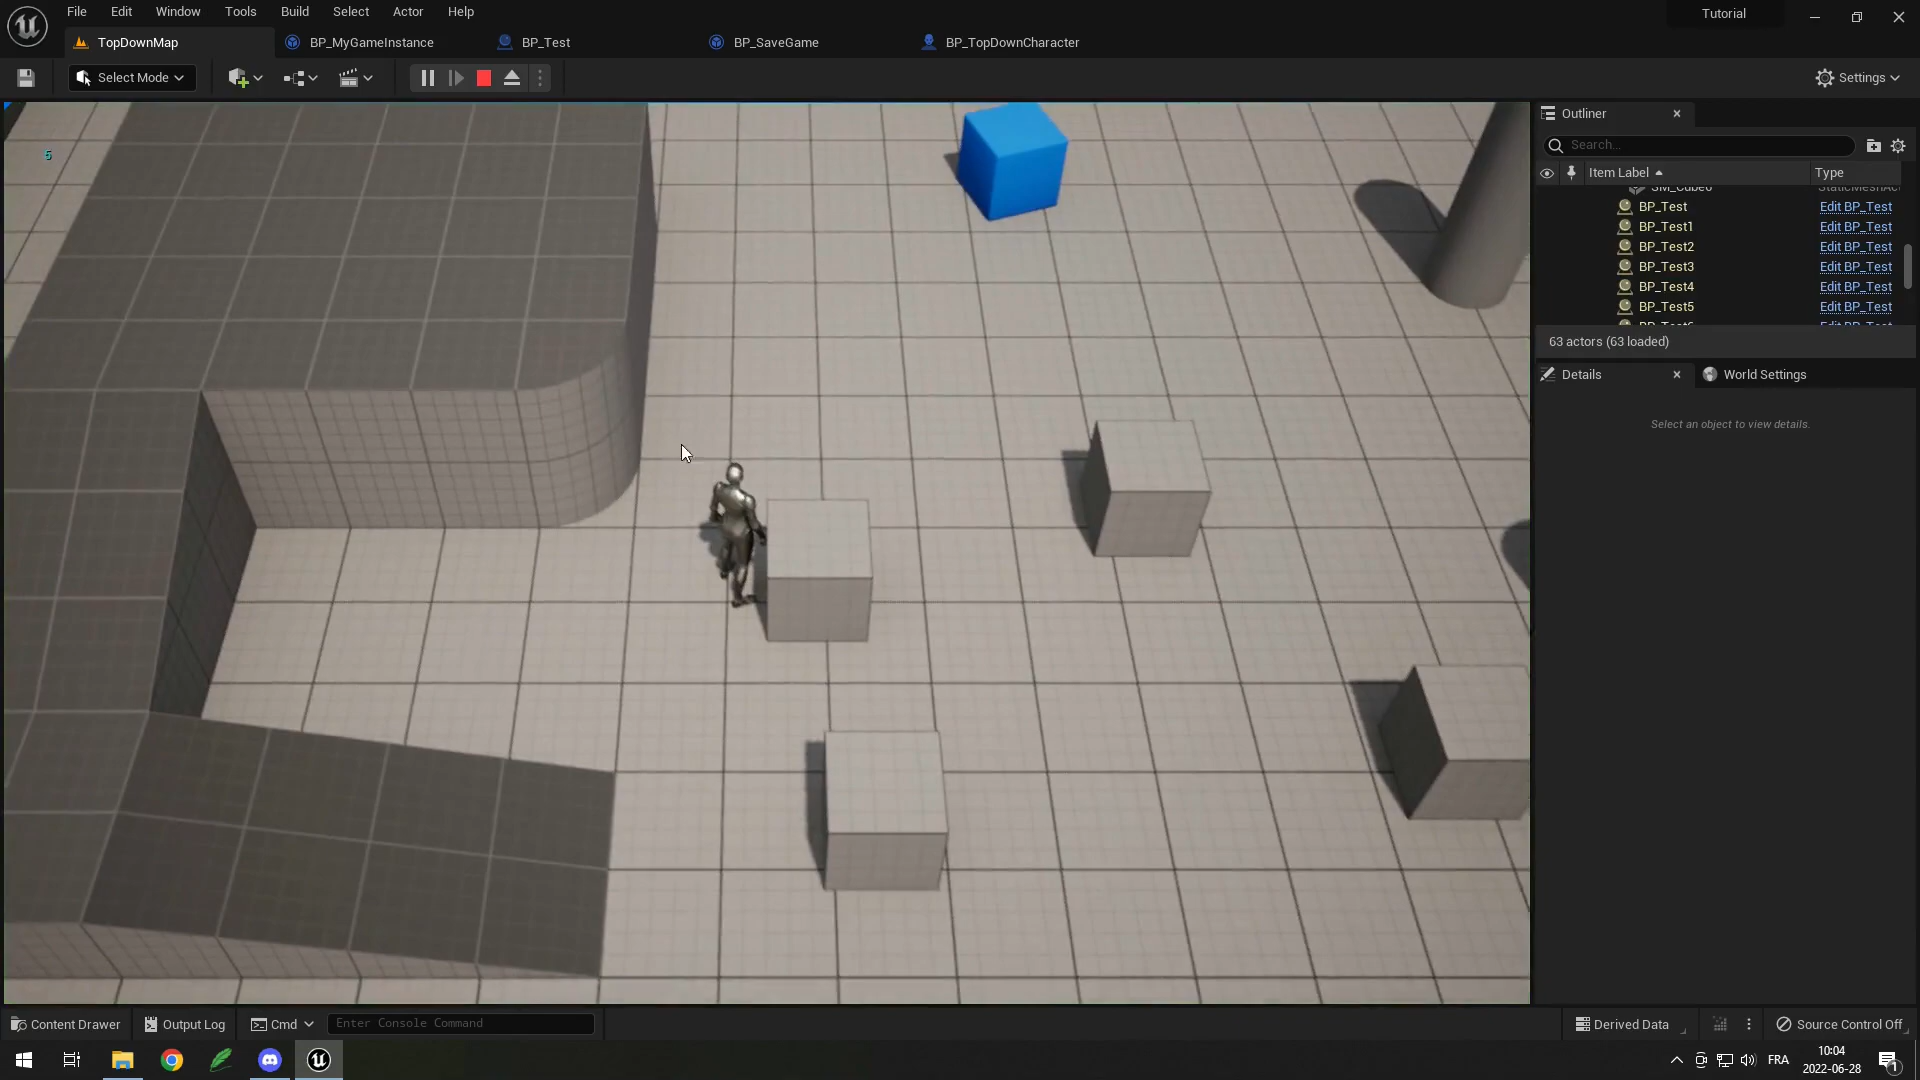 File Edit Window Tools Build Select Actor Help
Tutorial
TopDownMap BP_MyGameInstance BP_Test BP_SaveGame BP_TopDownCharacter
Select Mode
Settings
5
Outliner
Search...
Item Label Type
SM_Cube6 StaticMeshAc
BP_Test Edit BP_Test
BP_Test1 Edit BP_Test
BP_Test2 Edit BP_Test
BP_Test3 Edit BP_Test
BP_Test4 Edit BP_Test
BP_Test5 Edit BP_Test
63 actors (63 loaded)
Details World Settings
Select an object to view details.
Content Drawer Output Log Cmd Enter Console Command Derived Data Source Control Off
FRA
10:04
2022-06-28
1